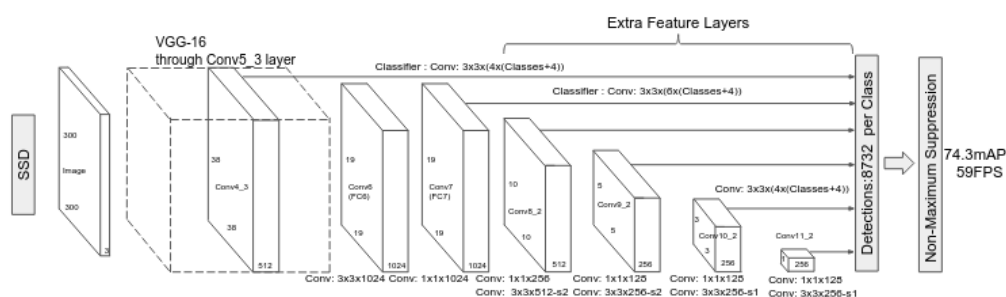 Extra Feature Layers
VGG-16
through Conv5_3 layer
Classifier : Conv: 3x3x(4x(Classes+4))
Classifier : Conv: 3x3x(6x(Classes+4))
SSD
300
Image
300
3
38
Conv4_3
38
512
19
Conv6
(FC6)
19
1024
19
Conv7
(FC7)
19
1024
10
Conv8_2
10
512
5
Conv9_2
5
256
Conv: 3x3x(4x(Classes+4))
3
Conv10_2
3
256
Conv11_2
1
256
Detections:8732 per Class
Non-Maximum Suppression
74.3mAP
59FPS
Conv: 3x3x1024
Conv: 1x1x1024
Conv: 1x1x256
Conv: 3x3x512-s2
Conv: 1x1x128
Conv: 3x3x256-s2
Conv: 1x1x128
Conv: 3x3x256-s1
Conv: 1x1x128
Conv: 3x3x256-s1